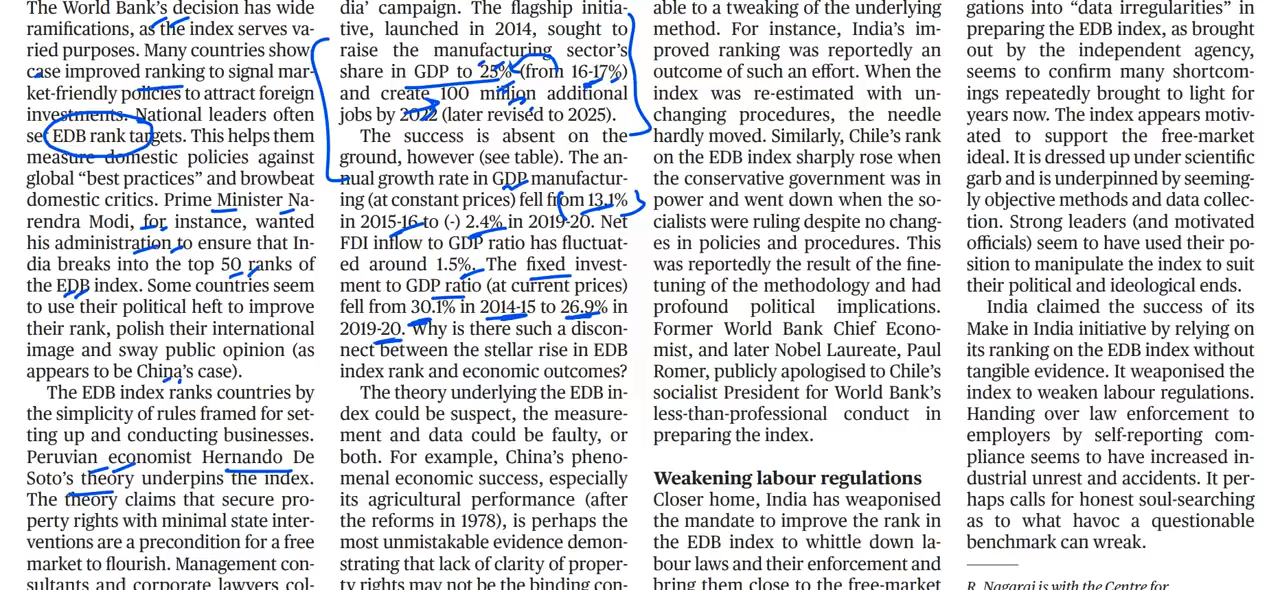 The World Bank's decision has wide
ramifications, as the index serves va-
ried purposes. Many countries show-
case improved ranking to signal mar-
ket-friendly policies to attract foreign
investments. National leaders often
set EDB rank targets. This helps them
measure domestic policies against
global “best practices” and browbeat
domestic critics. Prime Minister Na-
rendra Modi, for, instance, wanted
his administration to ensure that In-
dia breaks into the top 50 ranks of
the EDB index. Some countries seem
to use their political heft to improve
their rank, polish their international
image and sway public opinion (as
appears to be China's case).
The EDB index ranks countries by
the simplicity of rules framed for set-
ting up and conducting businesses.
Peruvian economist Hernando De
Soto's theory underpins the index.
The theory claims that secure pro-
perty rights with minimal state inter-
ventions are a precondition for a free
market to flourish. Management con-
sultants and corporate lawyers col-
dia’ campaign. The flagship initia-
tive, launched in 2014, sought to
raise the manufacturing sector's
share in GDP to 25% (from 16-17%)
and create 100 million additional
jobs by 2022 (later revised to 2025).
The success is absent on the
ground, however (see table). The an-
nual growth rate in GDP manufactur-
ing (at constant prices) fell from 13.1%
in 2015-16 to (-) 2.4% in 2019-20. Net
FDI inflow to GDP ratio has fluctuat-
ed around 1.5%. The fixed invest-
ment to GDP ratio (at current prices)
fell from 30.1% in 2014-15 to 26.9% in
2019-20. Why is there such a discon-
nect between the stellar rise in EDB
index rank and economic outcomes?
The theory underlying the EDB in-
dex could be suspect, the measure-
ment and data could be faulty, or
both. For example, China's pheno-
menal economic success, especially
its agricultural performance (after
the reforms in 1978), is perhaps the
most unmistakable evidence demon-
strating that lack of clarity of proper-
ty rights may not be the binding con-
able to a tweaking of the underlying
method. For instance, India's im-
proved ranking was reportedly an
outcome of such an effort. When the
index was re-estimated with un-
changing procedures, the needle
hardly moved. Similarly, Chile's rank
on the EDB index sharply rose when
the conservative government was in
power and went down when the so-
cialists were ruling despite no chang-
es in policies and procedures. This
was reportedly the result of the fine-
tuning of the methodology and had
profound political implications.
Former World Bank Chief Econo-
mist, and later Nobel Laureate, Paul
Romer, publicly apologised to Chile's
socialist President for World Bank's
less-than-professional conduct in
preparing the index.
Weakening labour regulations
Closer home, India has weaponised
the mandate to improve the rank in
the EDB index to whittle down la-
bour laws and their enforcement and
bring them close to the free-market
gations into “data irregularities” in
preparing the EDB index, as brought
out by the independent agency,
seems to confirm many shortcom-
ings repeatedly brought to light for
years now. The index appears motiv-
ated to support the free-market
ideal. It is dressed up under scientific
garb and is underpinned by seeming-
ly objective methods and data collec-
tion. Strong leaders (and motivated
officials) seem to have used their po-
sition to manipulate the index to suit
their political and ideological ends.
India claimed the success of its
Make in India initiative by relying on
its ranking on the EDB index without
tangible evidence. It weaponised the
index to weaken labour regulations.
Handing over law enforcement to
employers by self-reporting com-
pliance seems to have increased in-
dustrial unrest and accidents. It per-
haps calls for honest soul-searching
as to what havoc a questionable
benchmark can wreak.
R. Nagaraj is with the Centre for